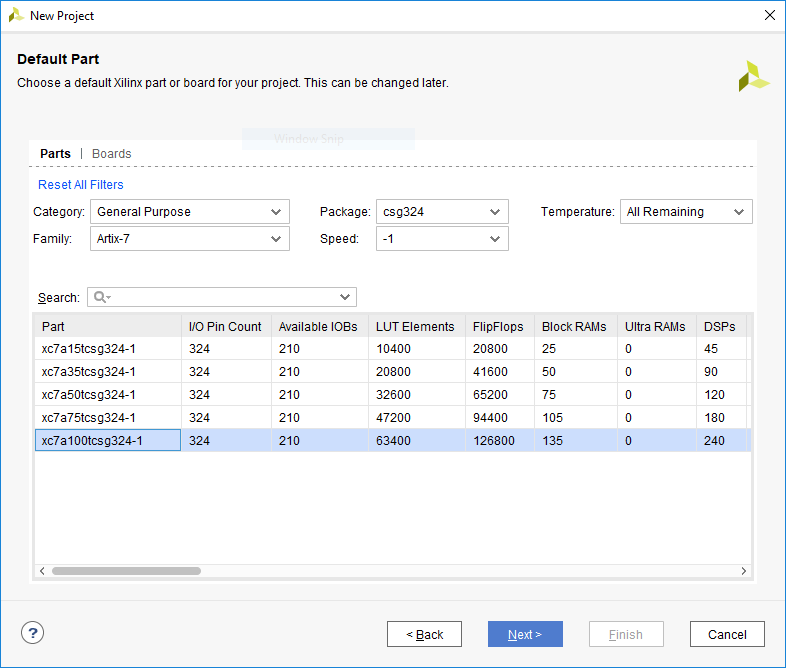 New Project
Default Part
Choose a default Xilinx part or board for your project. This can be changed later.
Window Snip
Parts | Boards
Reset All Filters
Category: General Purpose Package: csg324 Temperature: All Remaining
Family: Artix-7 Speed: -1
Search:
Part I/O Pin Count Available IOBs LUT Elements FlipFlops Block RAMs Ultra RAMs DSPs
xc7a15tcsg324-1 324 210 10400 20800 25 0 45
xc7a35tcsg324-1 324 210 20800 41600 50 0 90
xc7a50tcsg324-1 324 210 32600 65200 75 0 120
xc7a75tcsg324-1 324 210 47200 94400 105 0 180
xc7a100tcsg324-1 324 210 63400 126800 135 0 240
? < Back Next > Finish Cancel